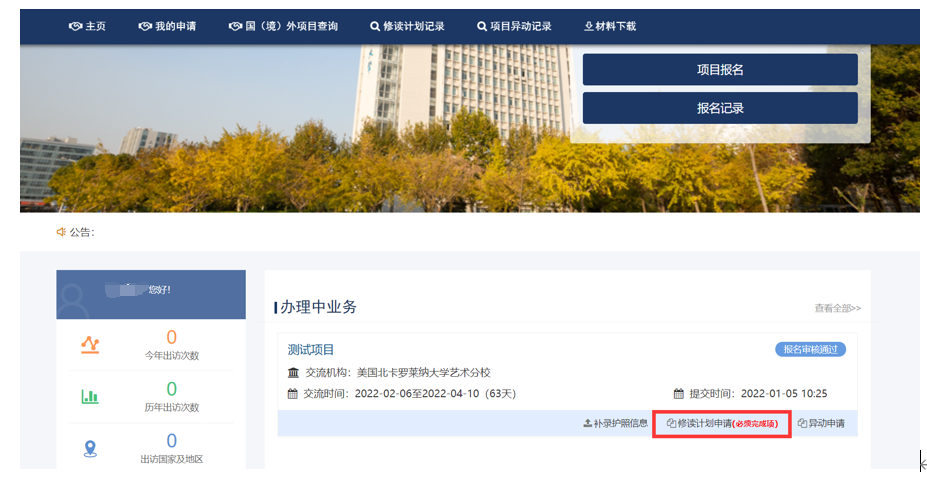 主页 我的申请 国（境）外项目查询 修读计划记录 项目异动记录 材料下载
项目报名
报名记录
公告：
您好！
0
今年出访次数
0
历年出访次数
0
出访国家及地区
办理中业务 查看全部>>
测试项目 报名审核通过
交流机构：美国北卡罗莱纳大学艺术分校
交流时间：2022-02-06至2022-04-10（63天） 提交时间：2022-01-05 10:25
补录护照信息 修读计划申请(必须完成项) 异动申请